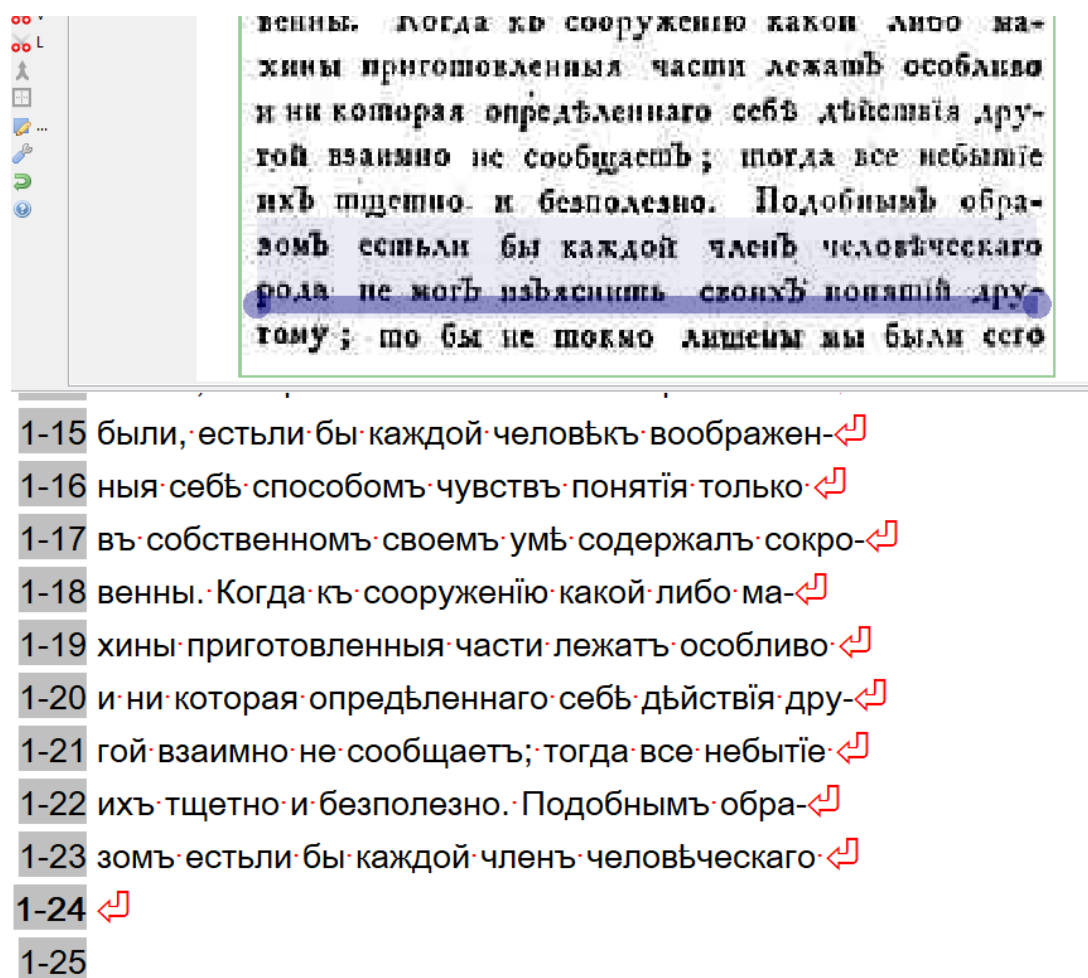 венны. Когда къ сооруженїю какой либо ма-
L
хины приготовленныя части лежатъ особливо
и ни которая опредѣленнаго себѣ дѣйствїя дру-
...
гой взаимно не сообщаетъ; тогда все небытїе
ихъ тщетно и безполезно. Подобнымъ обра-
зомъ естьли бы каждой членъ человѣческаго
рода не могъ изъяснить своихъ понятїй дру-
гому; то бы не токмо лишены мы были сего
1-15 были, естьли бы каждой человѣкъ воображен-
1-16 ныя себѣ способомъ чувствъ понятїя только
1-17 въ собственномъ своемъ умѣ содержалъ сокро-
1-18 венны. Когда къ сооруженїю какой либо ма-
1-19 хины приготовленныя части лежатъ особливо
1-20 и ни которая опредѣленнаго себѣ дѣйствїя дру-
1-21 гой взаимно не сообщаетъ; тогда все небытїе
1-22 ихъ тщетно и безполезно. Подобнымъ обра-
1-23 зомъ естьли бы каждой членъ человѣческаго
1-24
1-25